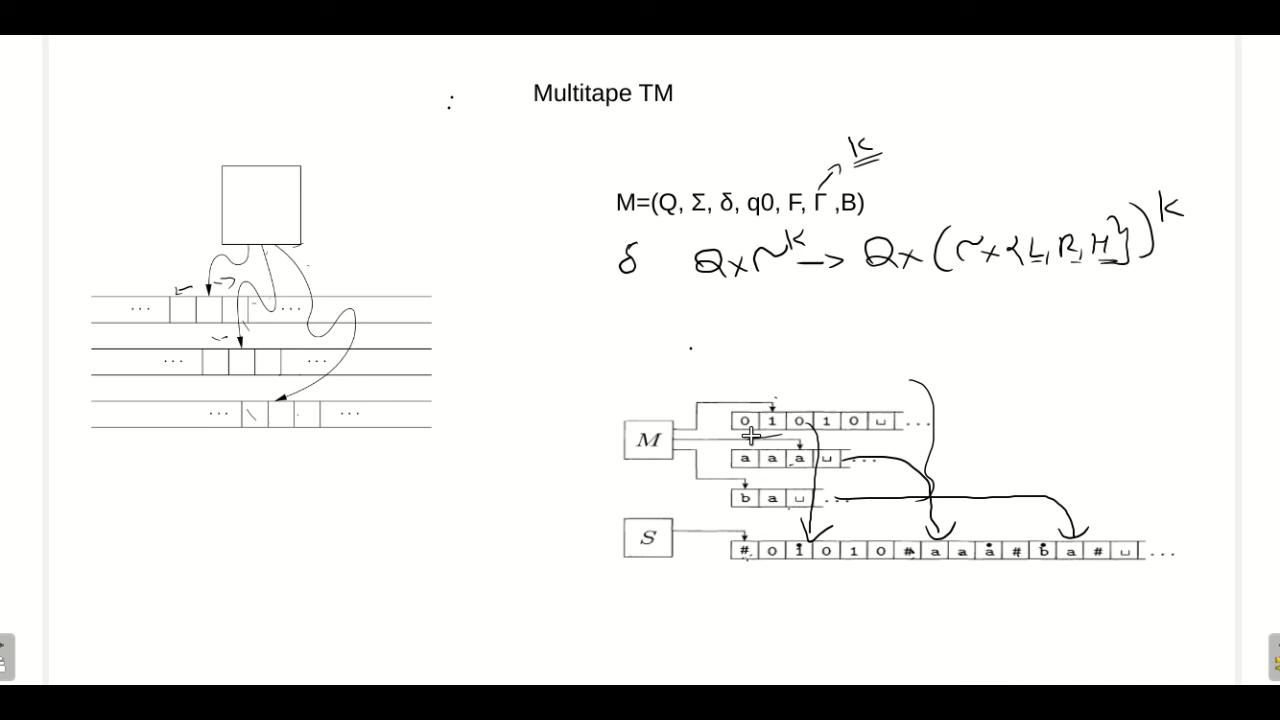 Multitape TM
K
M=(Q, Σ, δ, q0, F, Γ ,B)
δ Q×Γ^K → Q×(Γ×{L,R,H})^K
... ...
... ...
... ...
M
0 1 0 1 0 ␣ ...
a a a ␣ ...
b a ␣ ...
S
# 0 1̇ 0 1 0 # a a ȧ # ḃ a # ␣ ...